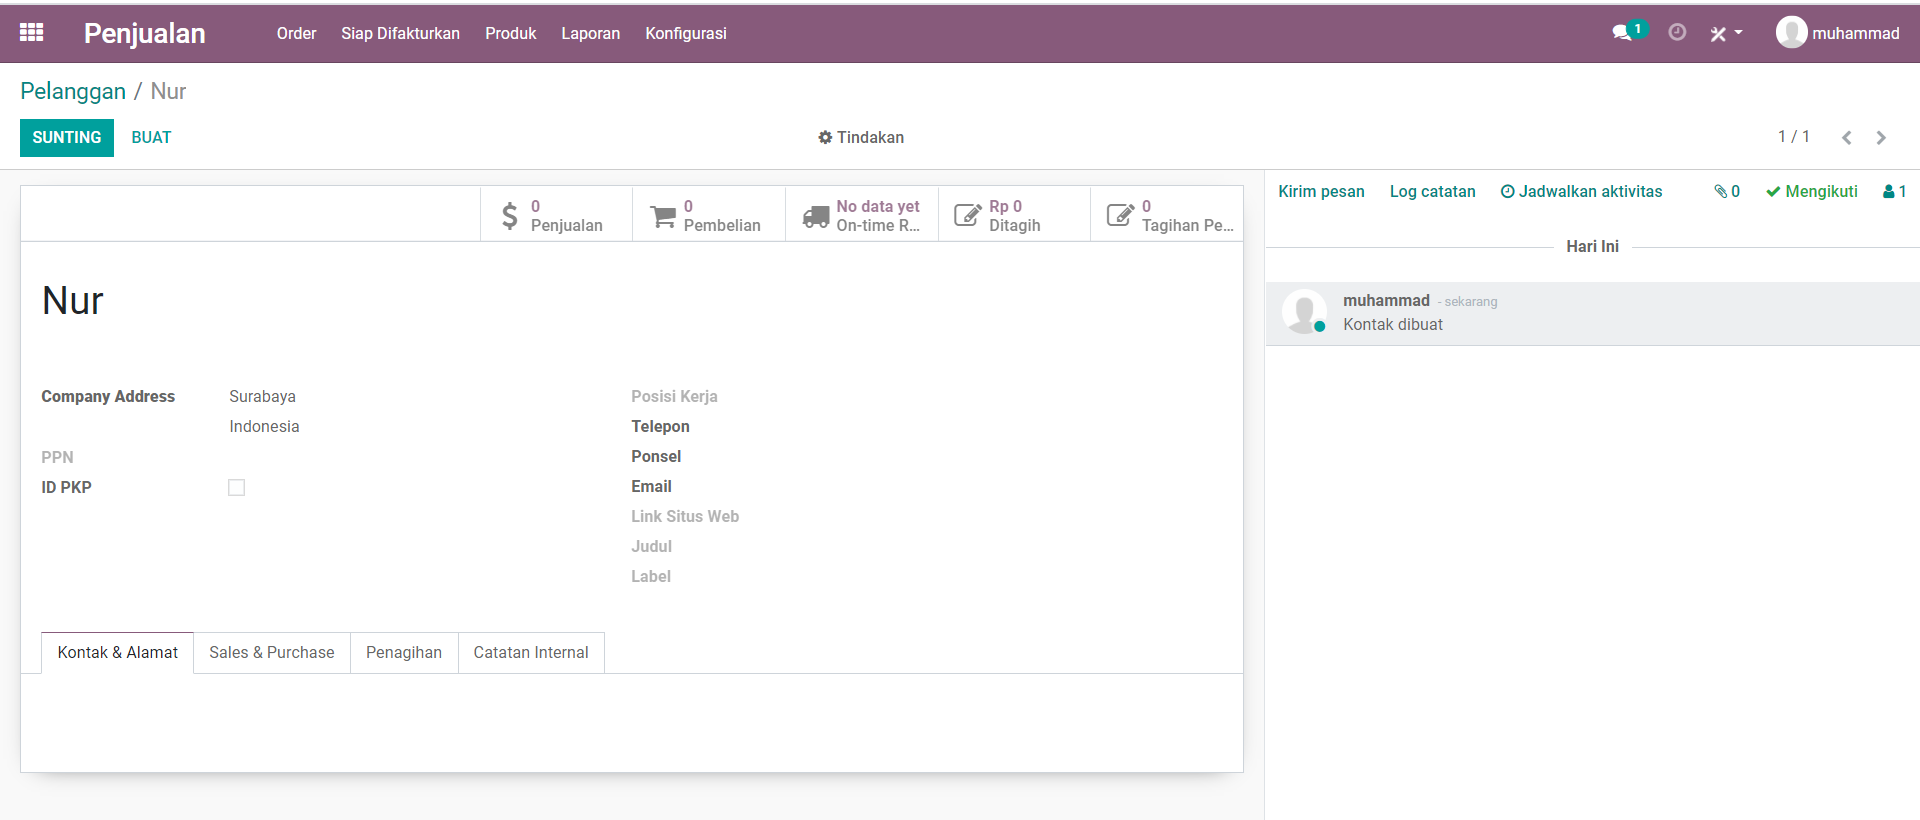 Penjualan Order Siap Difakturkan Produk Laporan Konfigurasi 1 muhammad
Pelanggan / Nur
SUNTING BUAT Tindakan 1 / 1
0 Penjualan
0 Pembelian
No data yet On-time R...
Rp 0 Ditagih
0 Tagihan Pe...
Nur
Company Address Surabaya
Indonesia
PPN
ID PKP
Posisi Kerja
Telepon
Ponsel
Email
Link Situs Web
Judul
Label
Kontak & Alamat Sales & Purchase Penagihan Catatan Internal
Kirim pesan Log catatan Jadwalkan aktivitas 0 Mengikuti 1
Hari Ini
muhammad - sekarang
Kontak dibuat